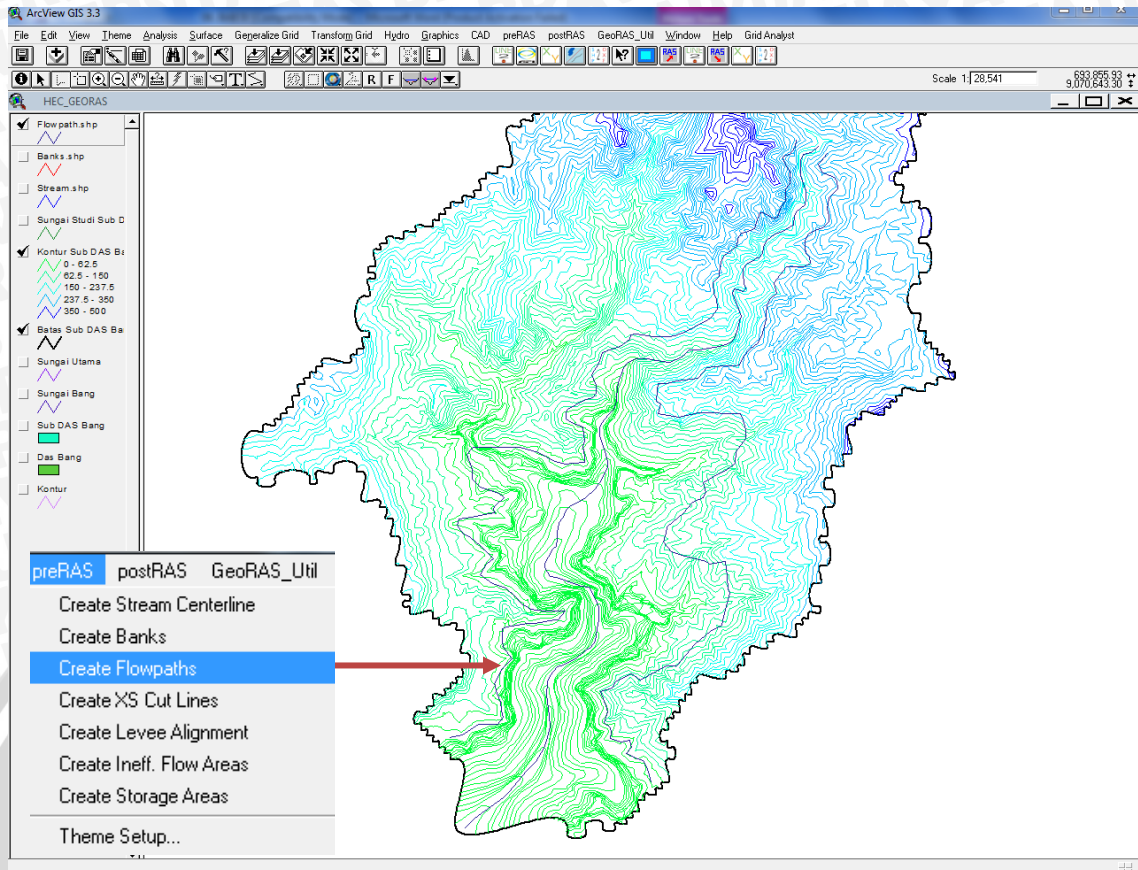 ArcView GIS 3.3
File Edit View Theme Analysis Surface Generalize Grid Transform Grid Hydro Graphics CAD preRAS postRAS GeoRAS_Util Window Help Grid Analyst
R F Scale 1: 28,541 693,855.93
9,070,643.30
HEC_GEORAS
Flowpath.shp
Banks.shp
Stream.shp
Sungai Studi Sub D
Kontur Sub DAS Ba
0 - 62.5
62.5 - 150
150 - 237.5
237.5 - 350
350 - 500
Batas Sub DAS Ba
Sungai Utama
Sungai Bang
Sub DAS Bang
Das Bang
Kontur
preRAS postRAS GeoRAS_Util
Create Stream Centerline
Create Banks
Create Flowpaths
Create XS Cut Lines
Create Levee Alignment
Create Ineff. Flow Areas
Create Storage Areas
Theme Setup...